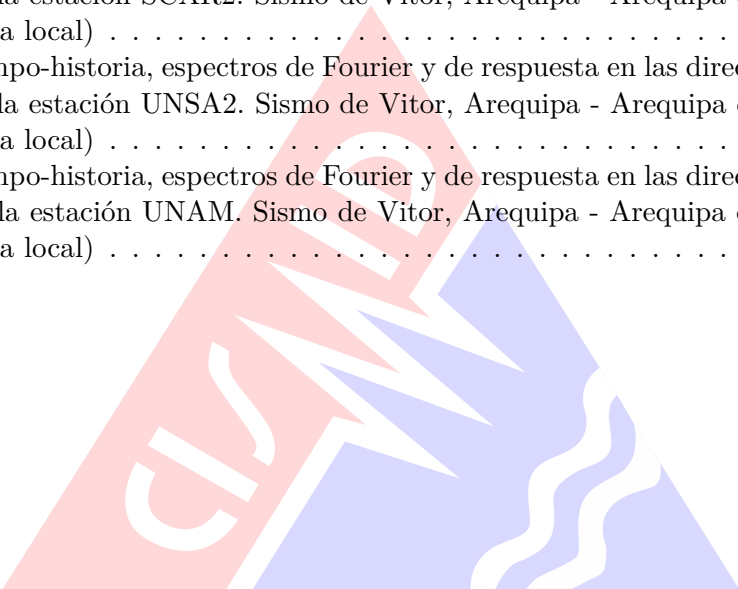 la estación SCAR2. Sismo de Vitor, Arequipa - Arequipa
a local) . . . . . . . . . . . . . . . . . . . . . . . . . . . .
mpo-historia, espectros de Fourier y de respuesta en las direc
la estación UNSA2. Sismo de Vitor, Arequipa - Arequipa
a local) . . . . . . . . . . . . . . . . . . . . . . . . . . . .
mpo-historia, espectros de Fourier y de respuesta en las direc
la estación UNAM. Sismo de Vitor, Arequipa - Arequipa
a local) . . . . . . . . . . . . . . . . . . . . . . . . . . . .
CISMID